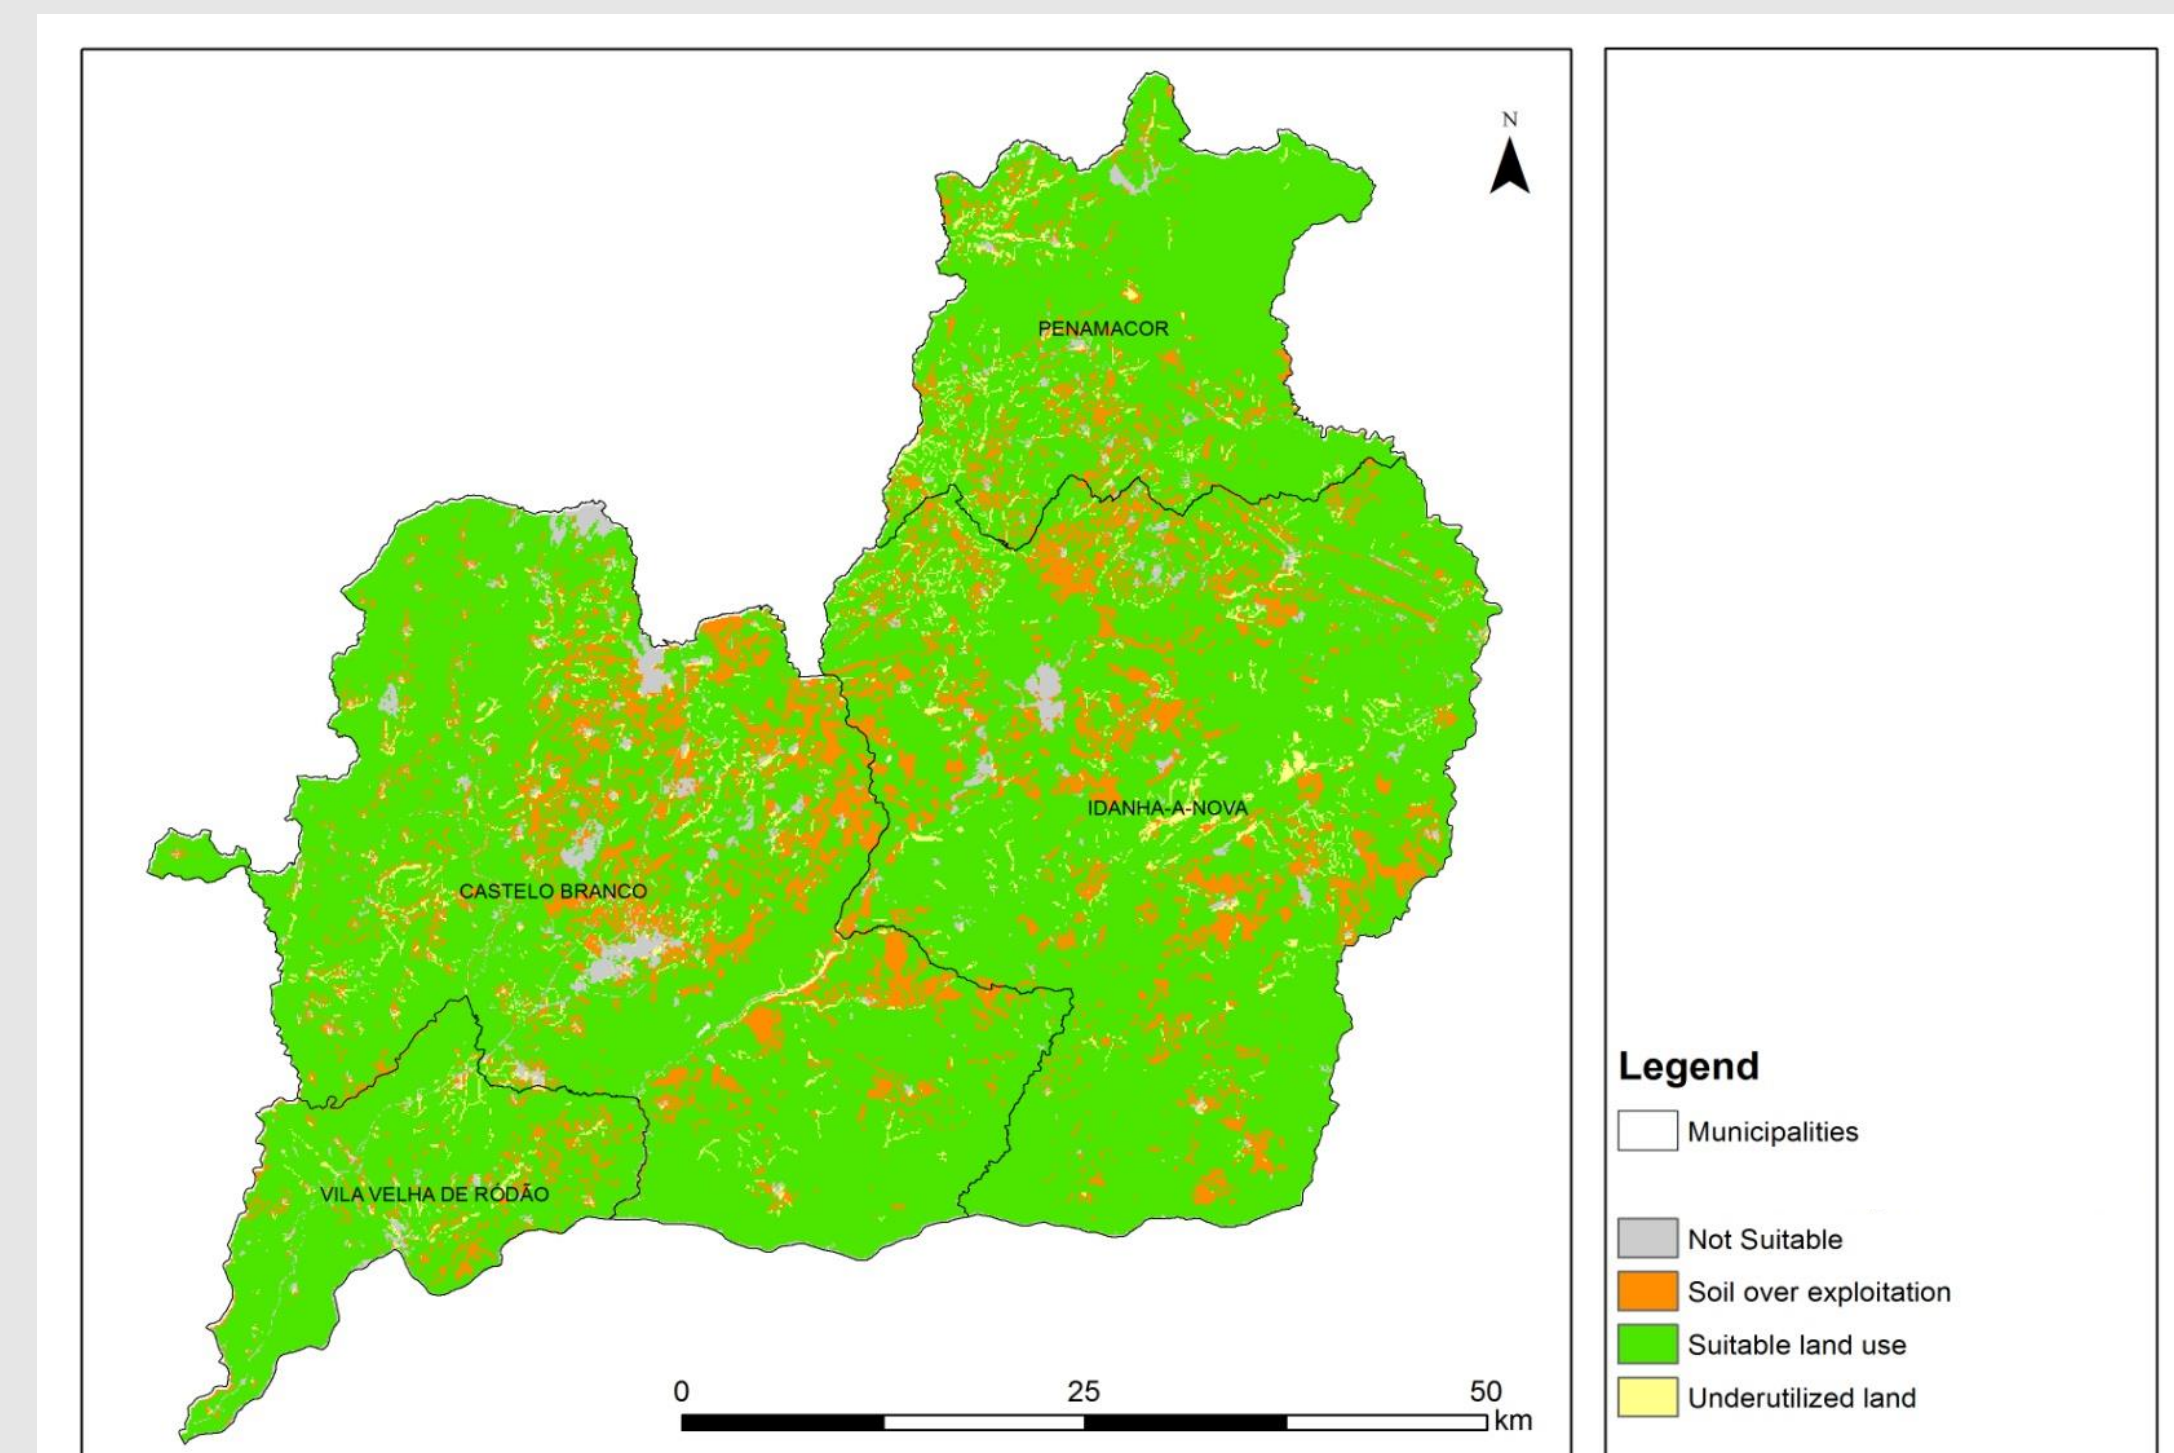 N
PENAMACOR
IDANHA-A-NOVA
CASTELO BRANCO
VILA VELHA DE RÓDÃO
0 25 50
km
Legend
Municipalities
Not Suitable
Soil over exploitation
Suitable land use
Underutilized land